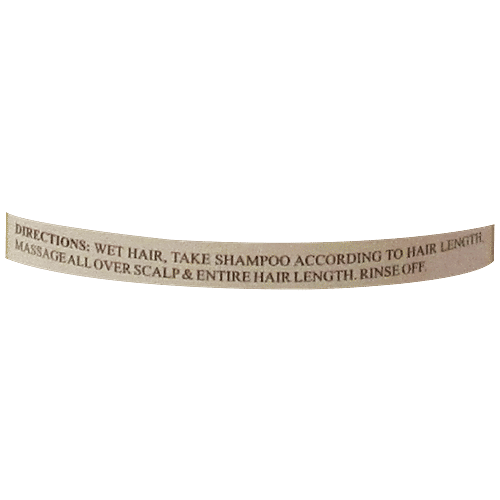 DIRECTIONS: WET HAIR, TAKE SHAMPOO ACCORDING TO HAIR LENGTH.
MASSAGE ALL OVER SCALP & ENTIRE HAIR LENGTH. RINSE OFF.